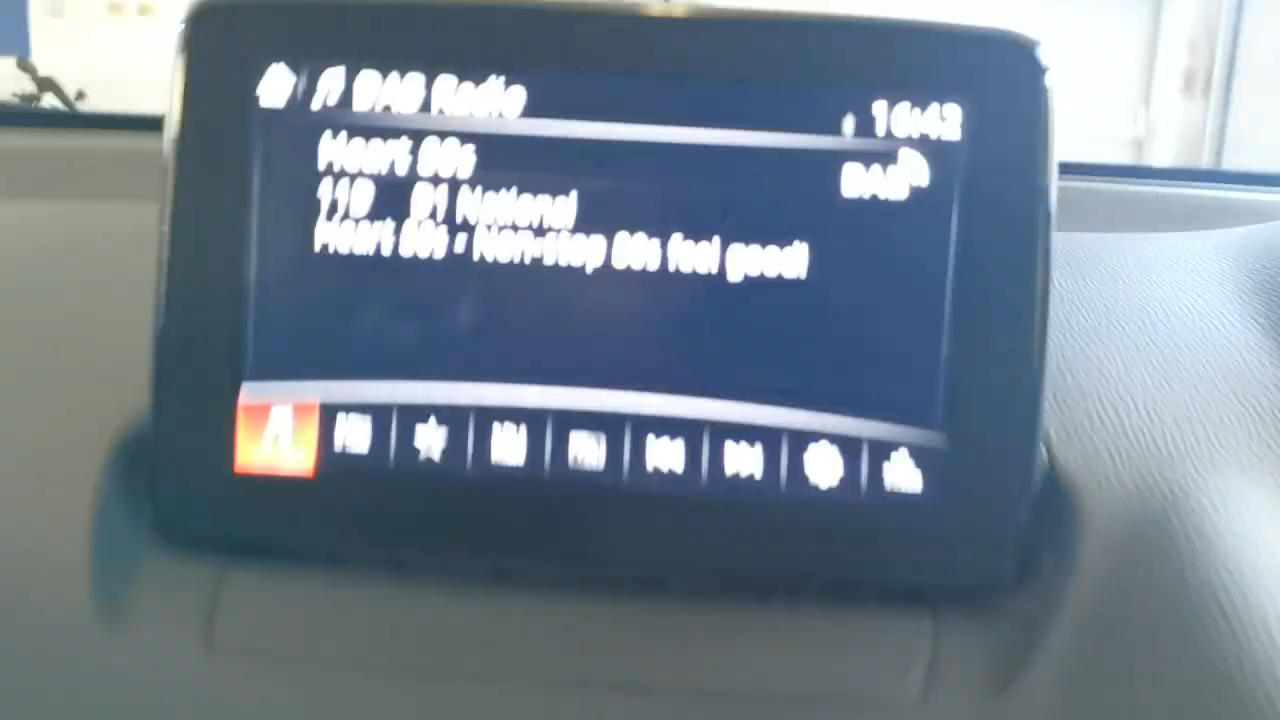 DAB Radio
16:42
Heart 80s
DAB
11D D1 National
Heart 80s - Non-stop 80s feel good!